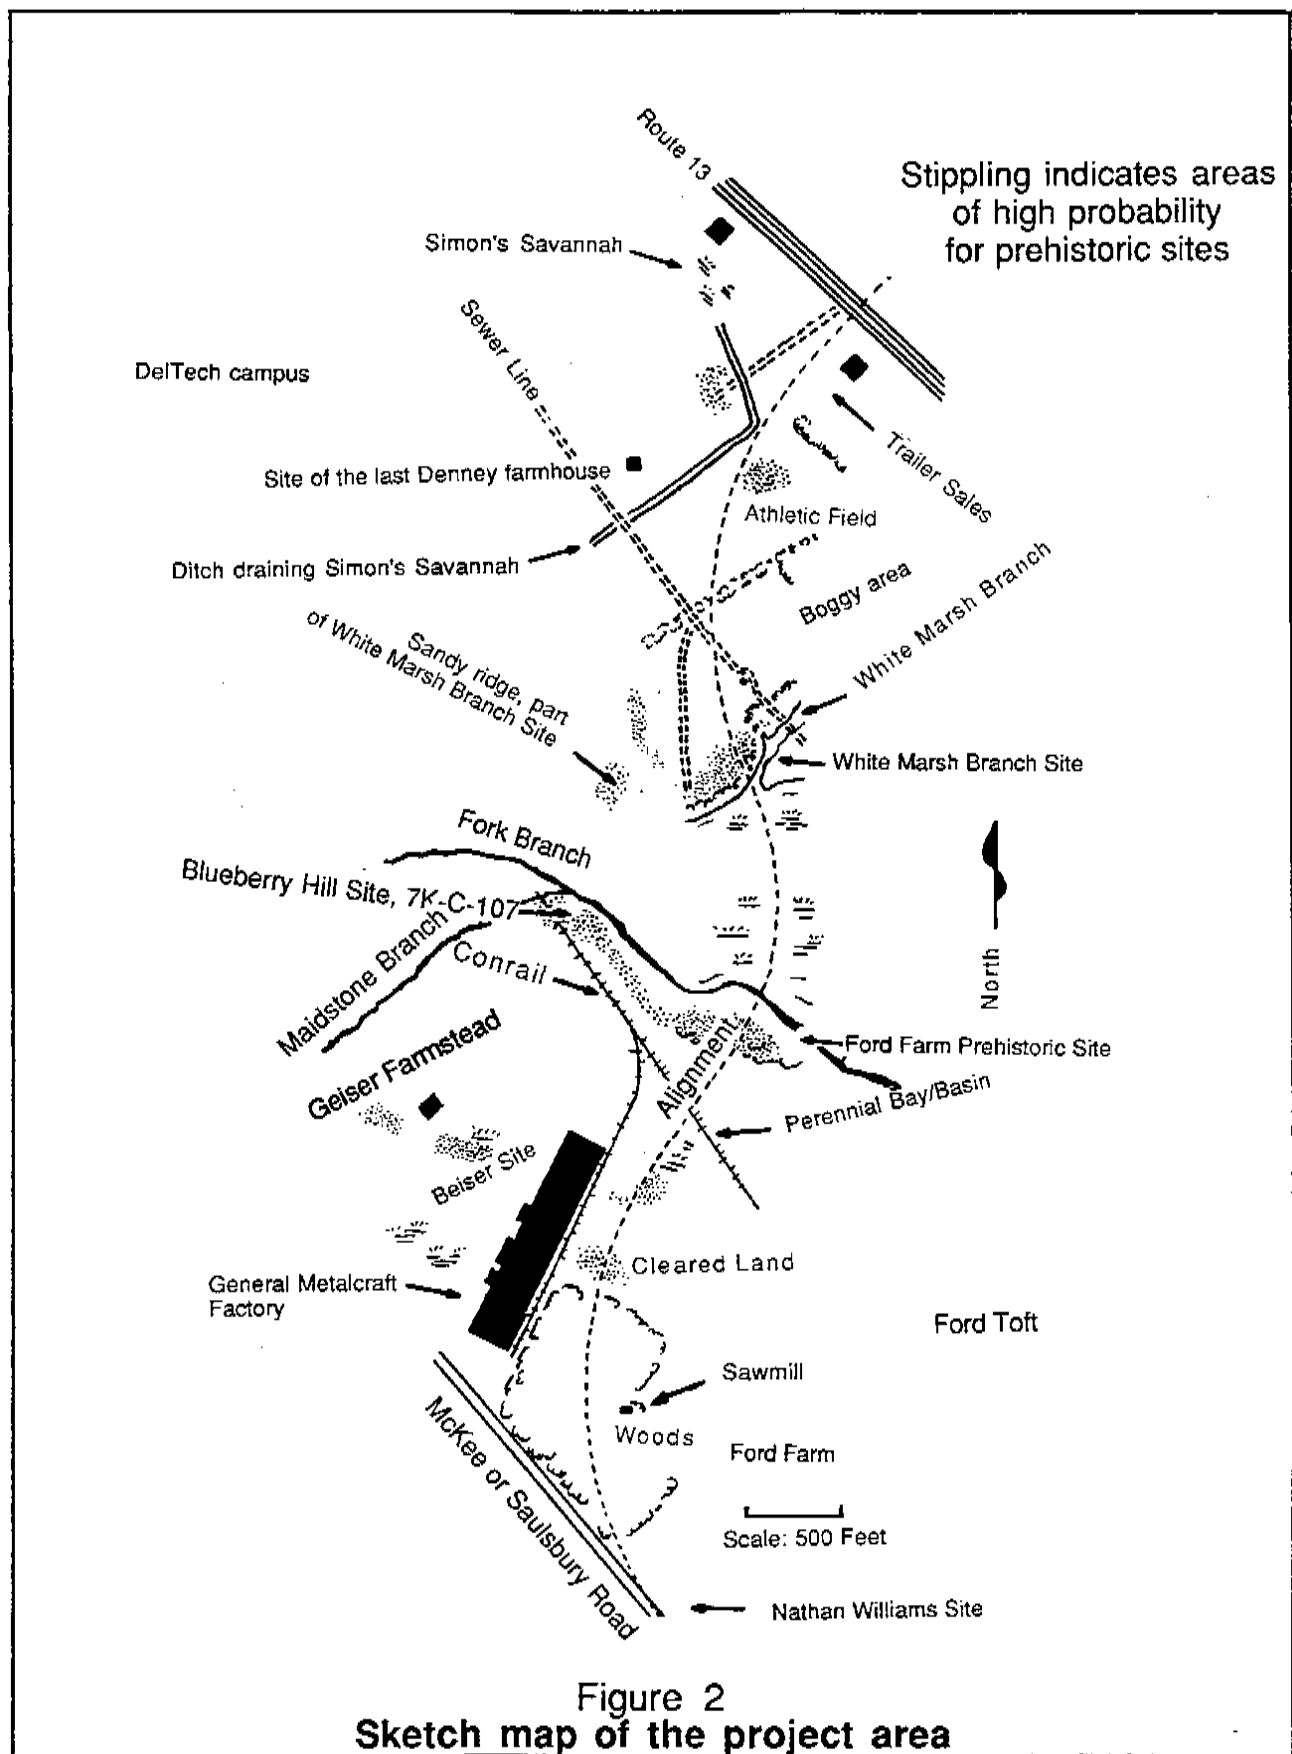 Route 13
Stippling indicates areas
of high probability
for prehistoric sites
Simon's Savannah
Sewer Line
DelTech campus
Trailer Sales
Site of the last Denney farmhouse
Athletic Field
Ditch draining Simon's Savannah
Boggy area
White Marsh Branch
Sandy ridge, part
of White Marsh Branch Site
White Marsh Branch Site
Fork Branch
Blueberry Hill Site, 7K-C-107
Maidstone Branch
Conrail
North
Geiser Farmstead
Alignment
Ford Farm Prehistoric Site
Perennial Bay/Basin
Beiser Site
Cleared Land
General Metalcraft
Factory
Ford Toft
Sawmill
Woods
Ford Farm
McKee or Saulsbury Road
Scale: 500 Feet
Nathan Williams Site
Figure 2
Sketch map of the project area